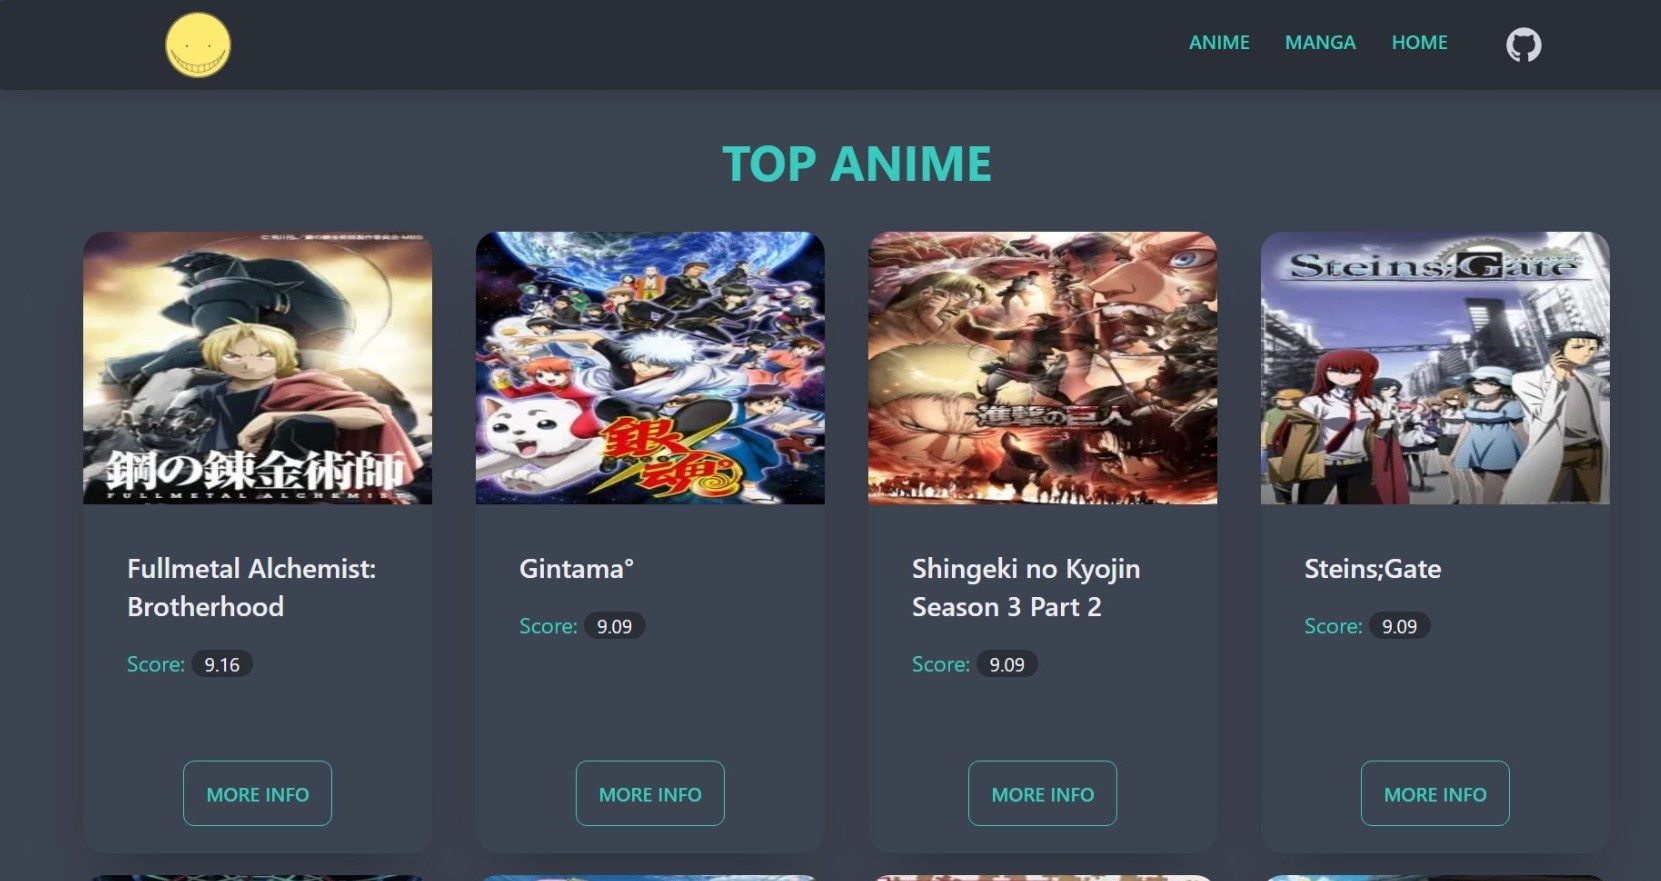 ANIME MANGA HOME
TOP ANIME
鋼の錬金術師
FULLMETAL ALCHEMIST
銀魂°
進撃の巨人
Steins;Gate
Fullmetal Alchemist:
Brotherhood
Score: 9.16
MORE INFO
Gintama°
Score: 9.09
MORE INFO
Shingeki no Kyojin
Season 3 Part 2
Score: 9.09
MORE INFO
Steins;Gate
Score: 9.09
MORE INFO